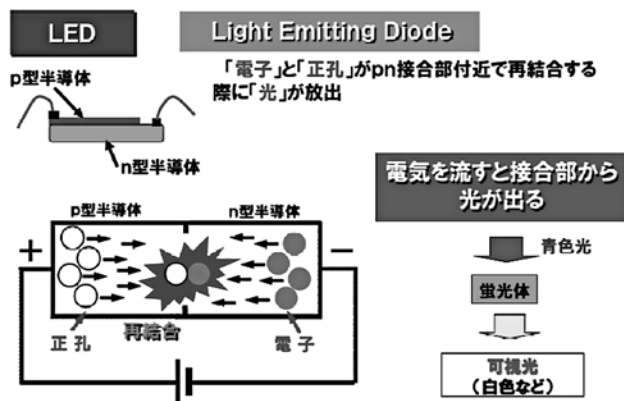 LED
Light Emitting Diode
「電子」と「正孔」がpn接合部付近で再結合する
際に「光」が放出
p型半導体
n型半導体
p型半導体
n型半導体
+
−
再結合
正孔
電子
電気を流すと接合部から
光が出る
青色光
蛍光体
可視光
(白色など)